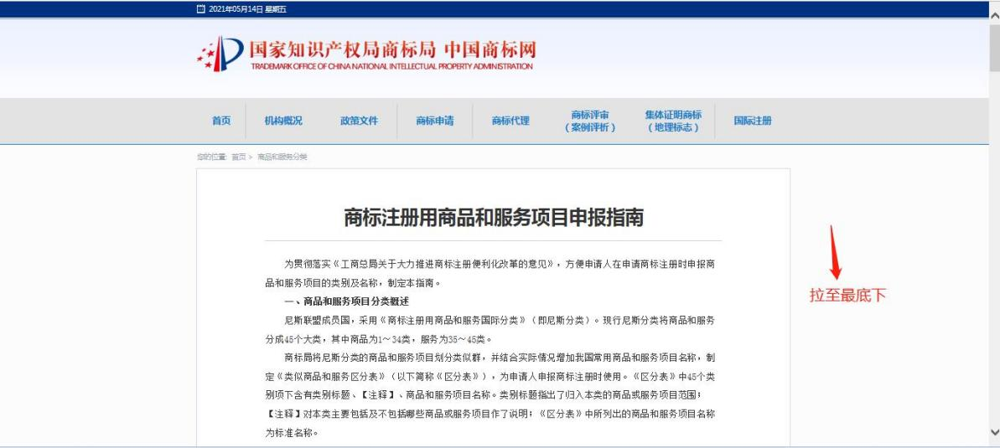 2021年05月14日 星期五
国家知识产权局商标局 中国商标网
TRADEMARK OFFICE OF CHINA NATIONAL INTELLECTUAL PROPERTY ADMINISTRATION
首页 机构概况 政策文件 商标申请 商标代理 商标评审 集体证明商标 国际注册
（案例评析） （地理标志）
您的位置: 首页 > 商品和服务分类
商标注册用商品和服务项目申报指南
为贯彻落实《工商总局关于大力推进商标注册便利化改革的意见》，方便申请人在申请商标注册时申报商
品和服务项目的类别及名称，制定本指南。
一、商品和服务项目分类概述
尼斯联盟成员国，采用《商标注册用商品和服务国际分类》（即尼斯分类）。现行尼斯分类将商品和服务
分成45个大类，其中商品为1～34类，服务为35～45类。
商标局将尼斯分类的商品和服务项目划分类似群，并结合实际情况增加我国常用商品和服务项目名称，制
定《类似商品和服务区分表》（以下简称《区分表》），为申请人申报商标注册时使用。《区分表》中45个类
别项下含有类别标题、【注释】、商品和服务项目名称。类别标题指出了归入本类的商品或服务项目范围；
【注释】对本类主要包括及不包括哪些商品或服务项目作了说明；《区分表》中所列出的商品和服务项目名称
为标准名称。
拉至最底下